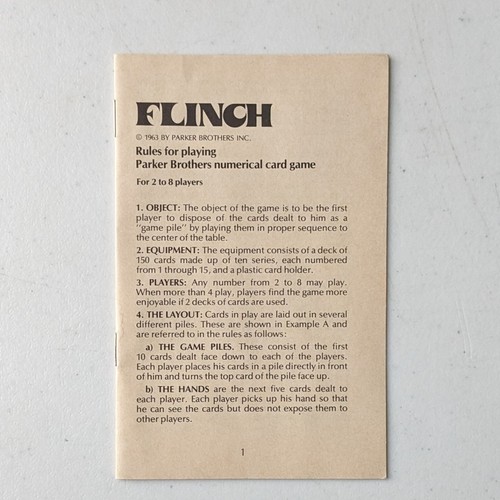 FLINCH
© 1963 BY PARKER BROTHERS INC.
Rules for playing
Parker Brothers numerical card game
For 2 to 8 players
1. OBJECT: The object of the game is to be the first
player to dispose of the cards dealt to him as a
"game pile" by playing them in proper sequence to
the center of the table.
2. EQUIPMENT: The equipment consists of a deck of
150 cards made up of ten series, each numbered
from 1 through 15, and a plastic card holder.
3. PLAYERS: Any number from 2 to 8 may play.
When more than 4 play, players find the game more
enjoyable if 2 decks of cards are used.
4. THE LAYOUT: Cards in play are laid out in several
different piles. These are shown in Example A and
are referred to in the rules as follows:
a) THE GAME PILES. These consist of the first
10 cards dealt face down to each of the players.
Each player places his cards in a pile directly in front
of him and turns the top card of the pile face up.
b) THE HANDS are the next five cards dealt to
each player. Each player picks up his hand so that
he can see the cards but does not expose them to
other players.
1